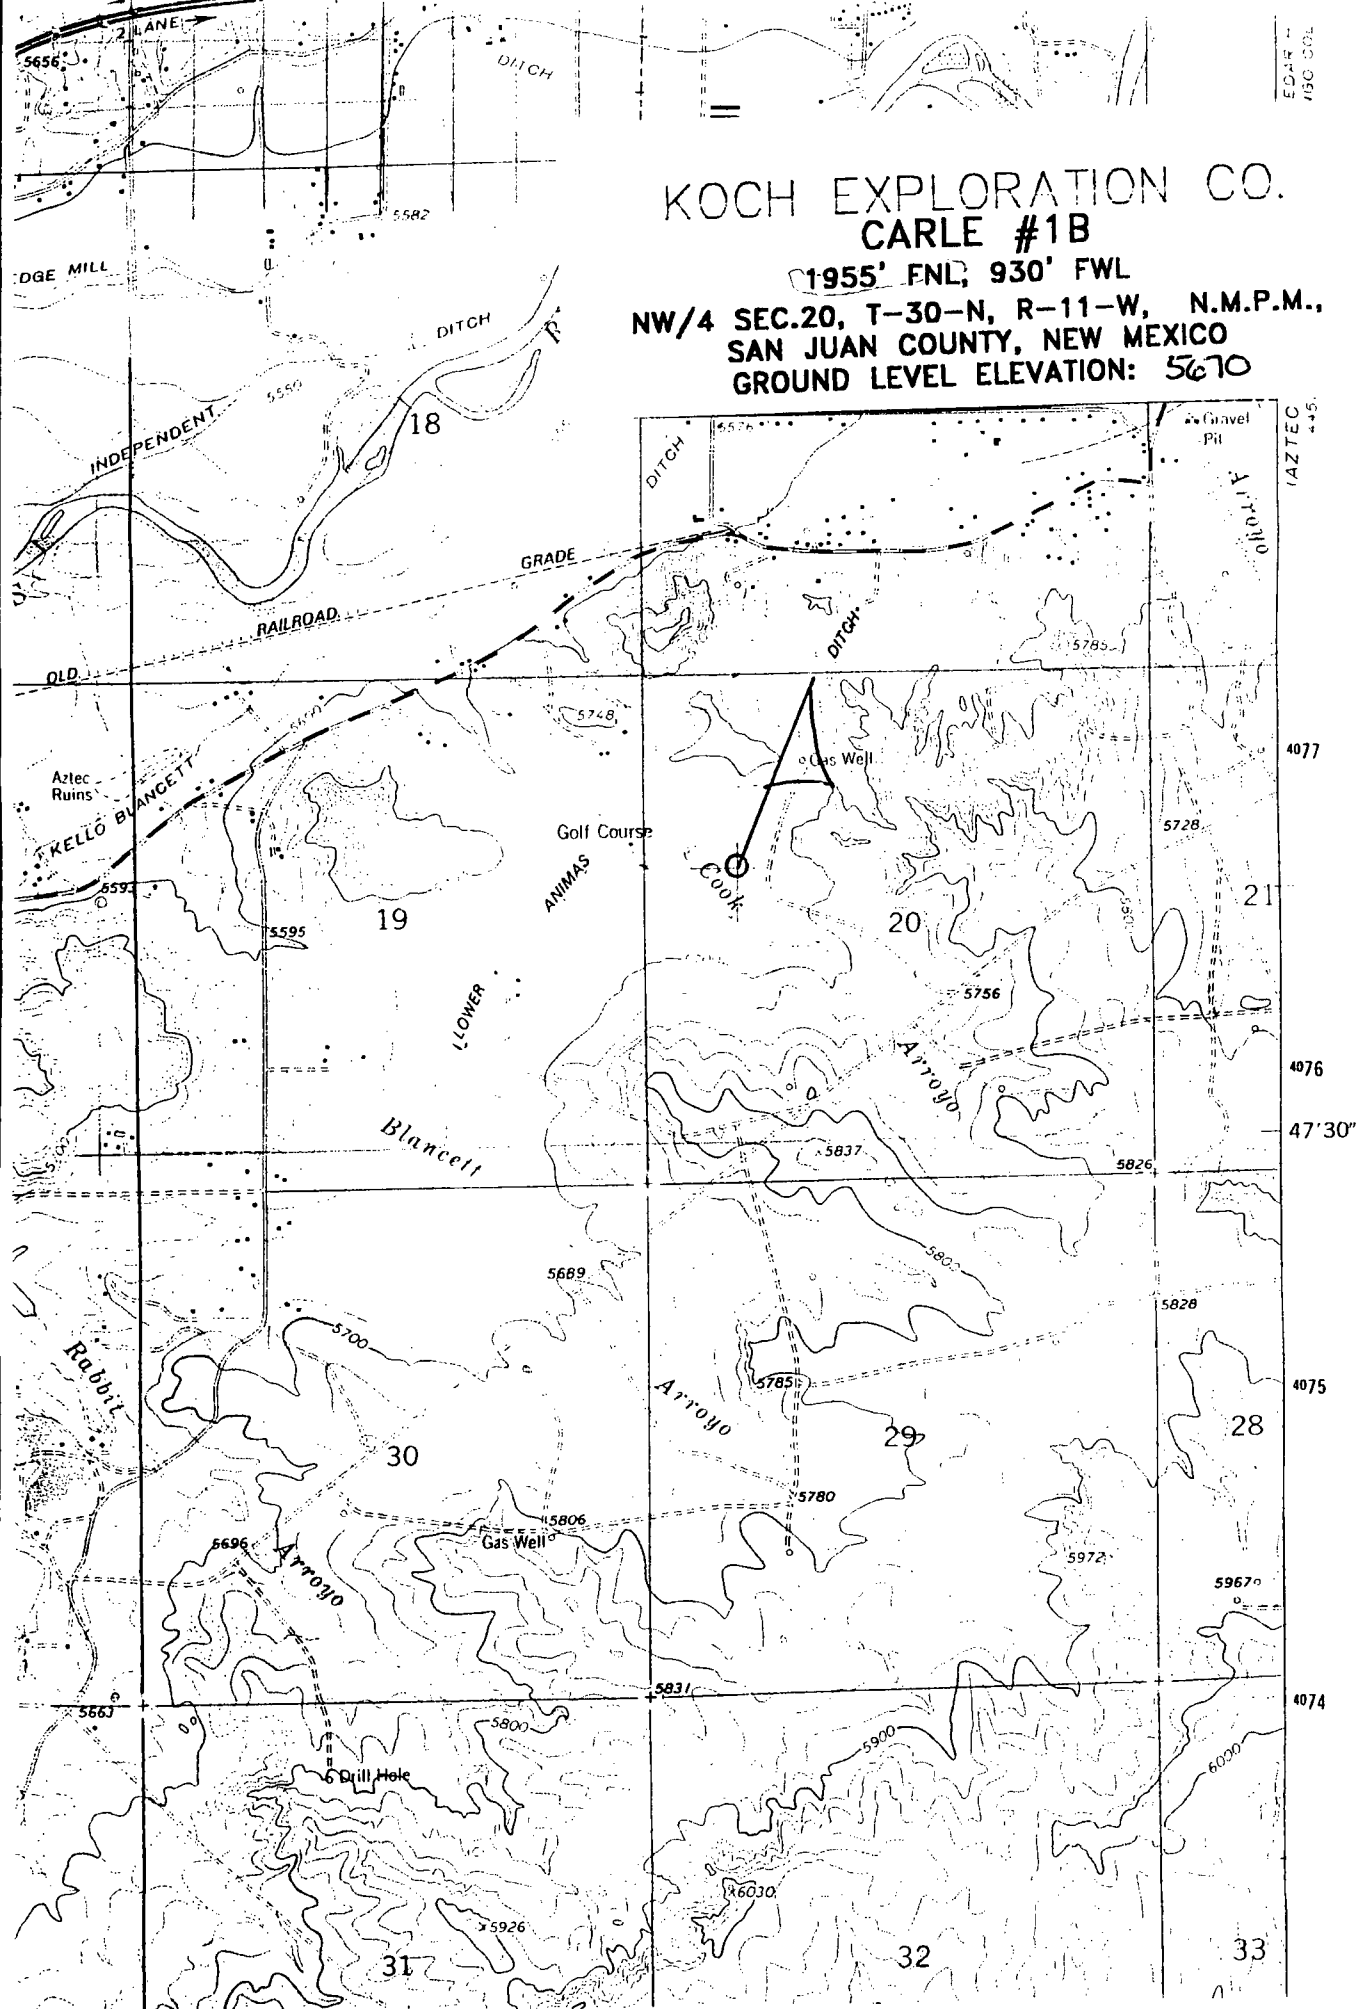 2 LANE
5656
DITCH
KOCH EXPLORATION CO.
CARLE #1B
1955' FNL, 930' FWL
NW/4 SEC.20, T-30-N, R-11-W, N.M.P.M.,
SAN JUAN COUNTY, NEW MEXICO
GROUND LEVEL ELEVATION: 5670
5582
DGE MILL
DITCH
5550
INDEPENDENT
18
DITCH
5576
Gravel
Pit
(AZTEC
GRADE
RAILROAD
OLD
DITCH
5785
5600
5748
Gas Well
4077
Aztec
Ruins
KELLO BLANCETT
Golf Course
5728
ANIMAS
Cook
5593
19
20
21
5595
LOWER
5756
Arroyo
4076
Blancett
47'30"
5837
5826
5800
5689
5828
5700
Rabbit
5785
4075
Arroyo
30
29
28
5780
5806
Gas Well
5696
Arroyo
5972
5967
5831
5663
4074
5800
5900
6000
Drill Hole
×6030
×5926
31
32
33